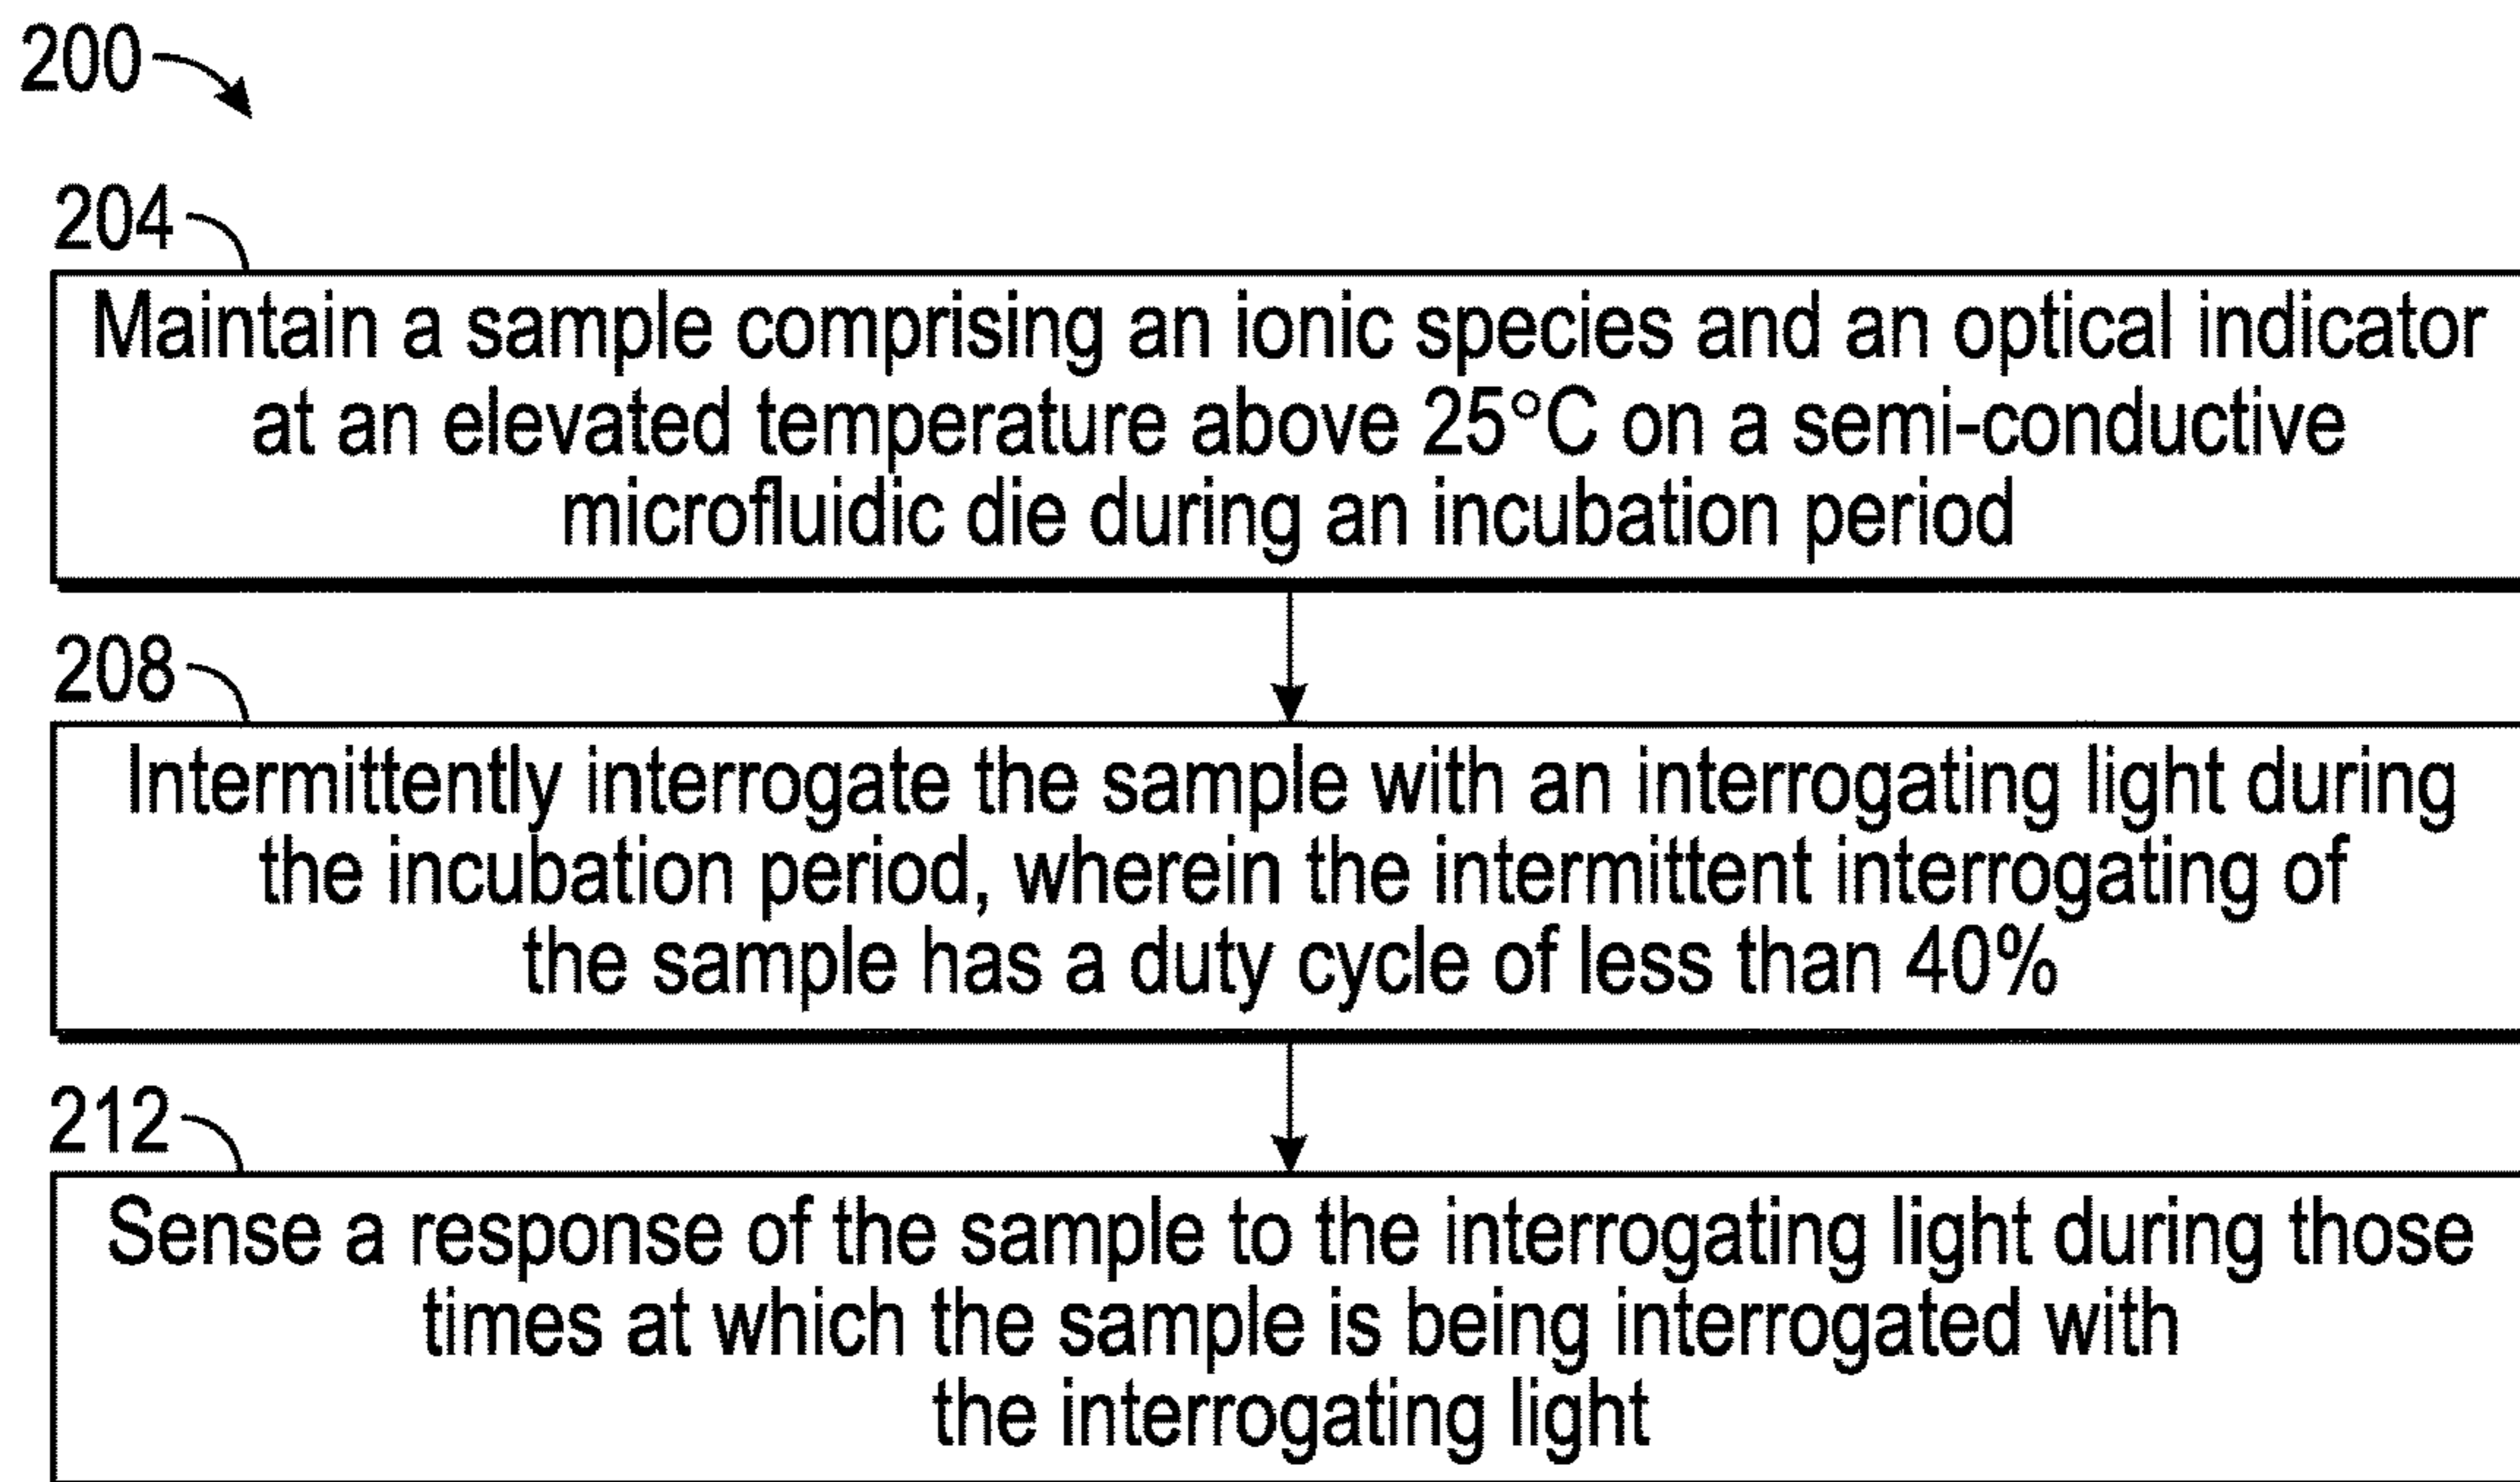 200
204
Maintain a sample comprising an ionic species and an optical indicator
at an elevated temperature above 25°C on a semi-conductive
microfluidic die during an incubation period
208
Intermittently interrogate the sample with an interrogating light during
the incubation period, wherein the intermittent interrogating of
the sample has a duty cycle of less than 40%
212
Sense a response of the sample to the interrogating light during those
times at which the sample is being interrogated with
the interrogating light